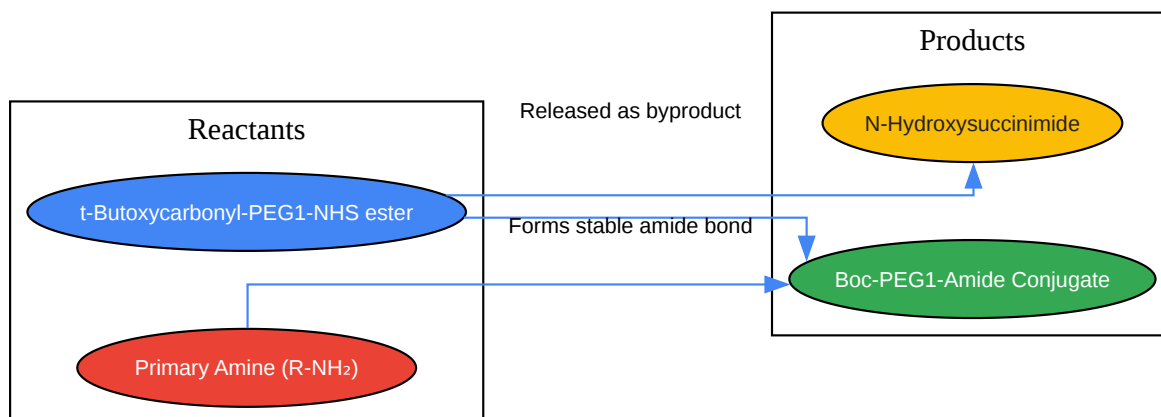 Products
Released as byproduct
N-Hydroxysuccinimide
Reactants
t-Butoxycarbonyl-PEG1-NHS ester
Forms stable amide bond
Boc-PEG1-Amide Conjugate
Primary Amine (R-NH₂)